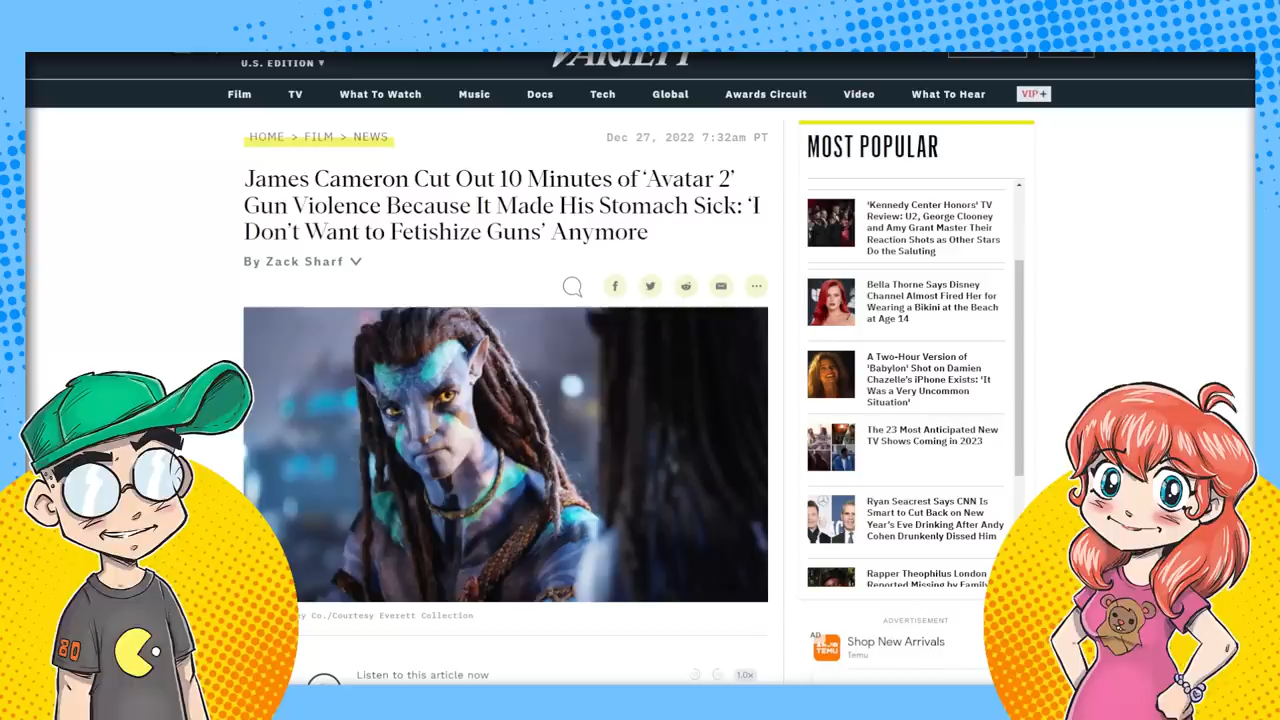 VARIETY
U.S. EDITION ▼
Film TV What To Watch Music Docs Tech Global Awards Circuit Video What To Hear VIP+
HOME > FILM > NEWS
Dec 27, 2022 7:32am PT
James Cameron Cut Out 10 Minutes of ‘Avatar 2’
Gun Violence Because It Made His Stomach Sick: ‘I
Don’t Want to Fetishize Guns’ Anymore
By Zack Sharf
y Co./Courtesy Everett Collection
Listen to this article now
1.0x
MOST POPULAR
'Kennedy Center Honors' TV
Review: U2, George Clooney
and Amy Grant Master Their
Reaction Shots as Other Stars
Do the Saluting
Bella Thorne Says Disney
Channel Almost Fired Her for
Wearing a Bikini at the Beach
at Age 14
A Two-Hour Version of
'Babylon' Shot on Damien
Chazelle's iPhone Exists: 'It
Was a Very Uncommon
Situation'
The 23 Most Anticipated New
TV Shows Coming in 2023
Ryan Seacrest Says CNN Is
Smart to Cut Back on New
Year's Eve Drinking After Andy
Cohen Drunkenly Dissed Him
Rapper Theophilus London
Reported Missing by Family
ADVERTISEMENT
AD
TEMU
Shop New Arrivals
Temu
80